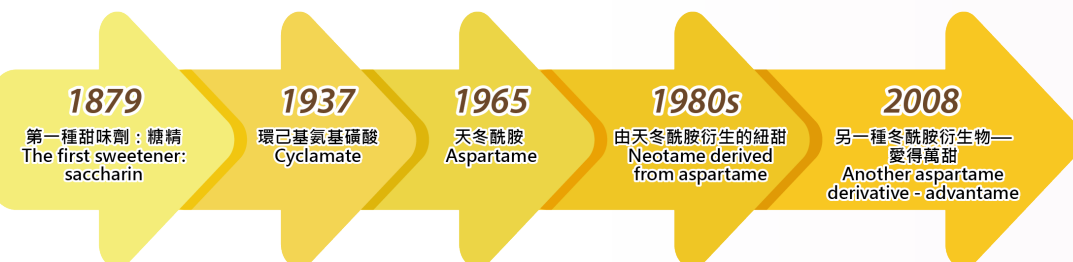 1879
第一種甜味劑：糖精
The first sweetener:
saccharin
1937
環己基氨基磺酸
Cyclamate
1965
天冬酰胺
Aspartame
1980s
由天冬酰胺衍生的紐甜
Neotame derived
from aspartame
2008
另一種冬酰胺衍生物—
愛得萬甜
Another aspartame
derivative - advantame